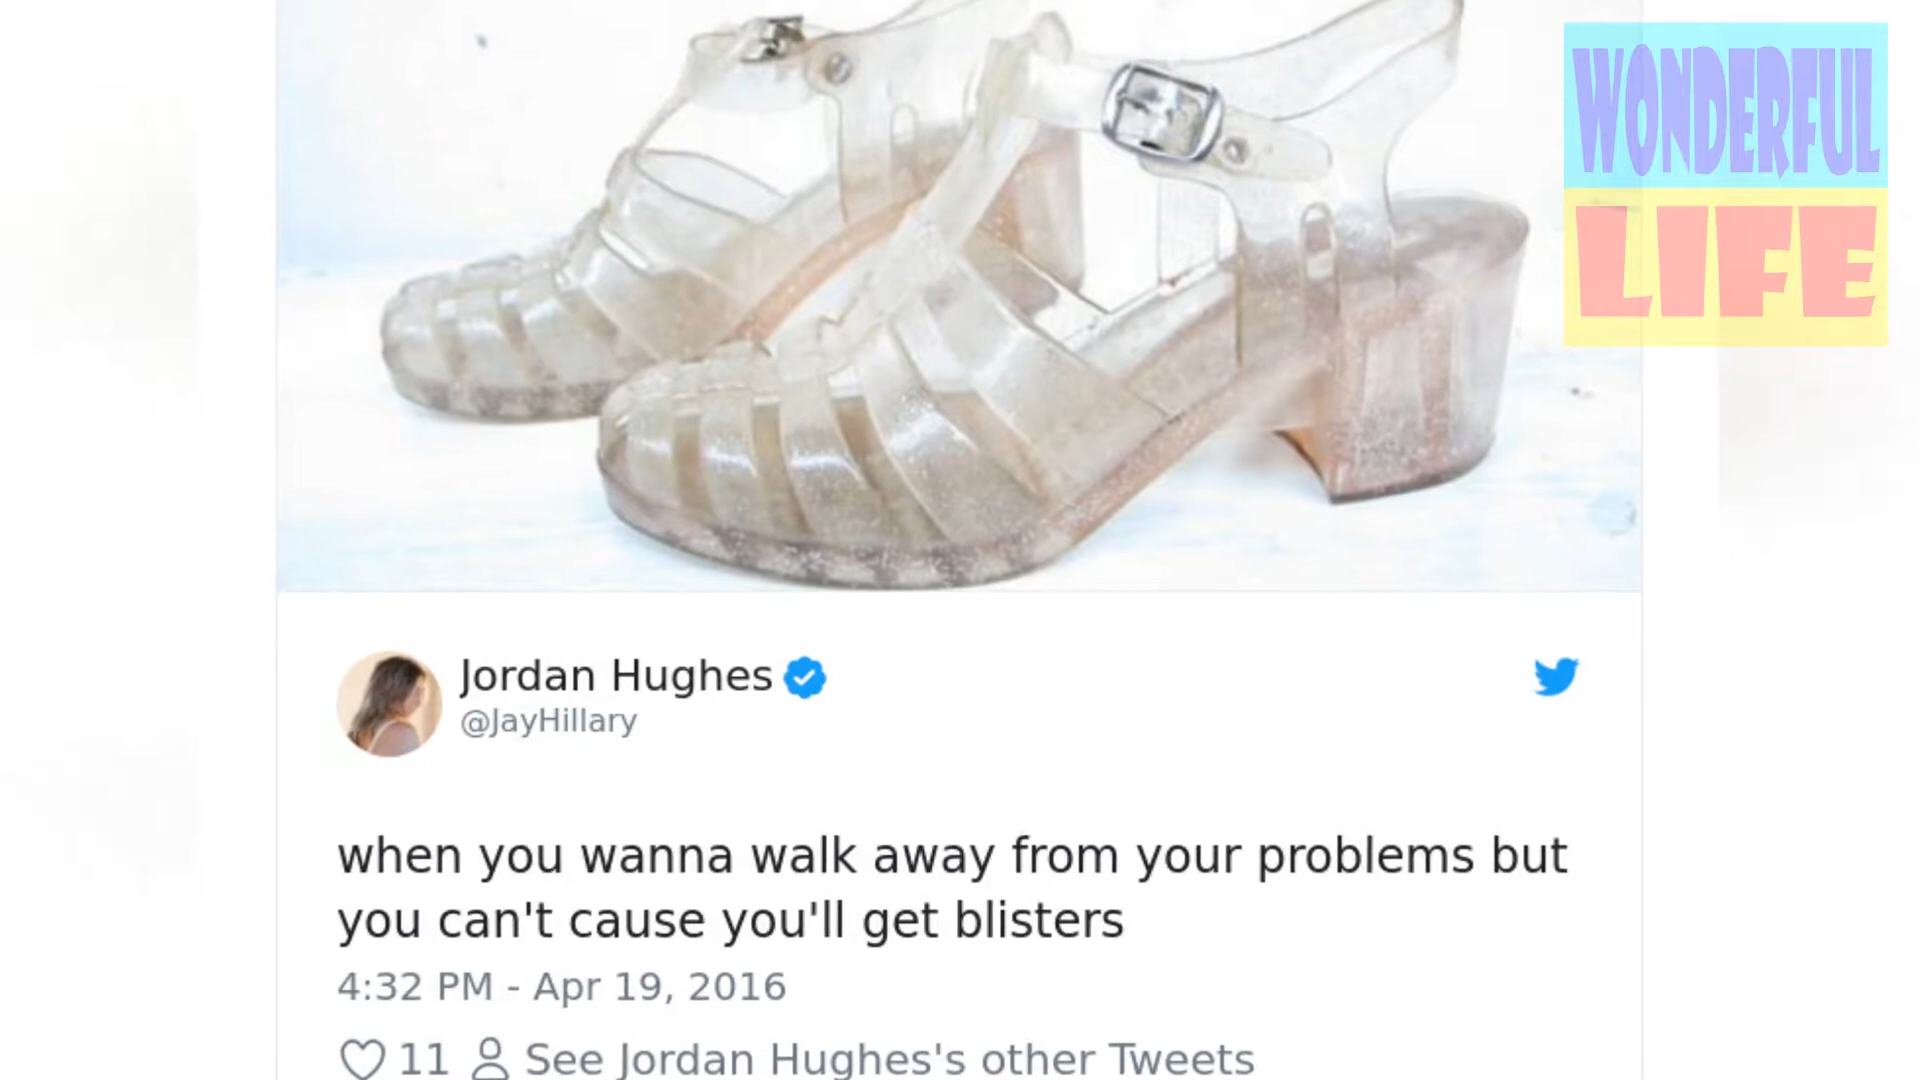 WONDERFUL
LIFE
Jordan Hughes
@JayHillary
when you wanna walk away from your problems but
you can't cause you'll get blisters
4:32 PM - Apr 19, 2016
11 See Jordan Hughes's other Tweets